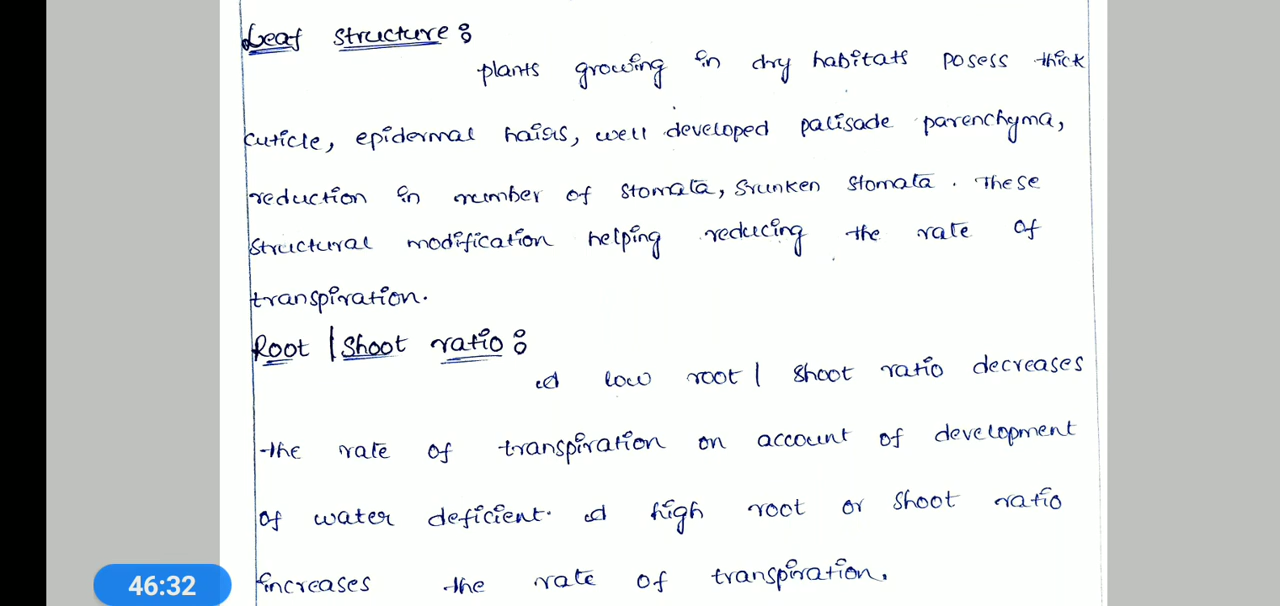 Leaf structure:
plants growing in dry habitats posess thick
cuticle, epidermal hairs, well developed palisade parenchyma,
reduction in number of stomata, srunken stomata. These
structural modification helping reducing the rate of
transpiration.
Root | Shoot ratio:
A low root | shoot ratio decreases
the rate of transpiration on account of development
of water deficient. A high root or shoot ratio
increases the rate of transpiration.
46:32